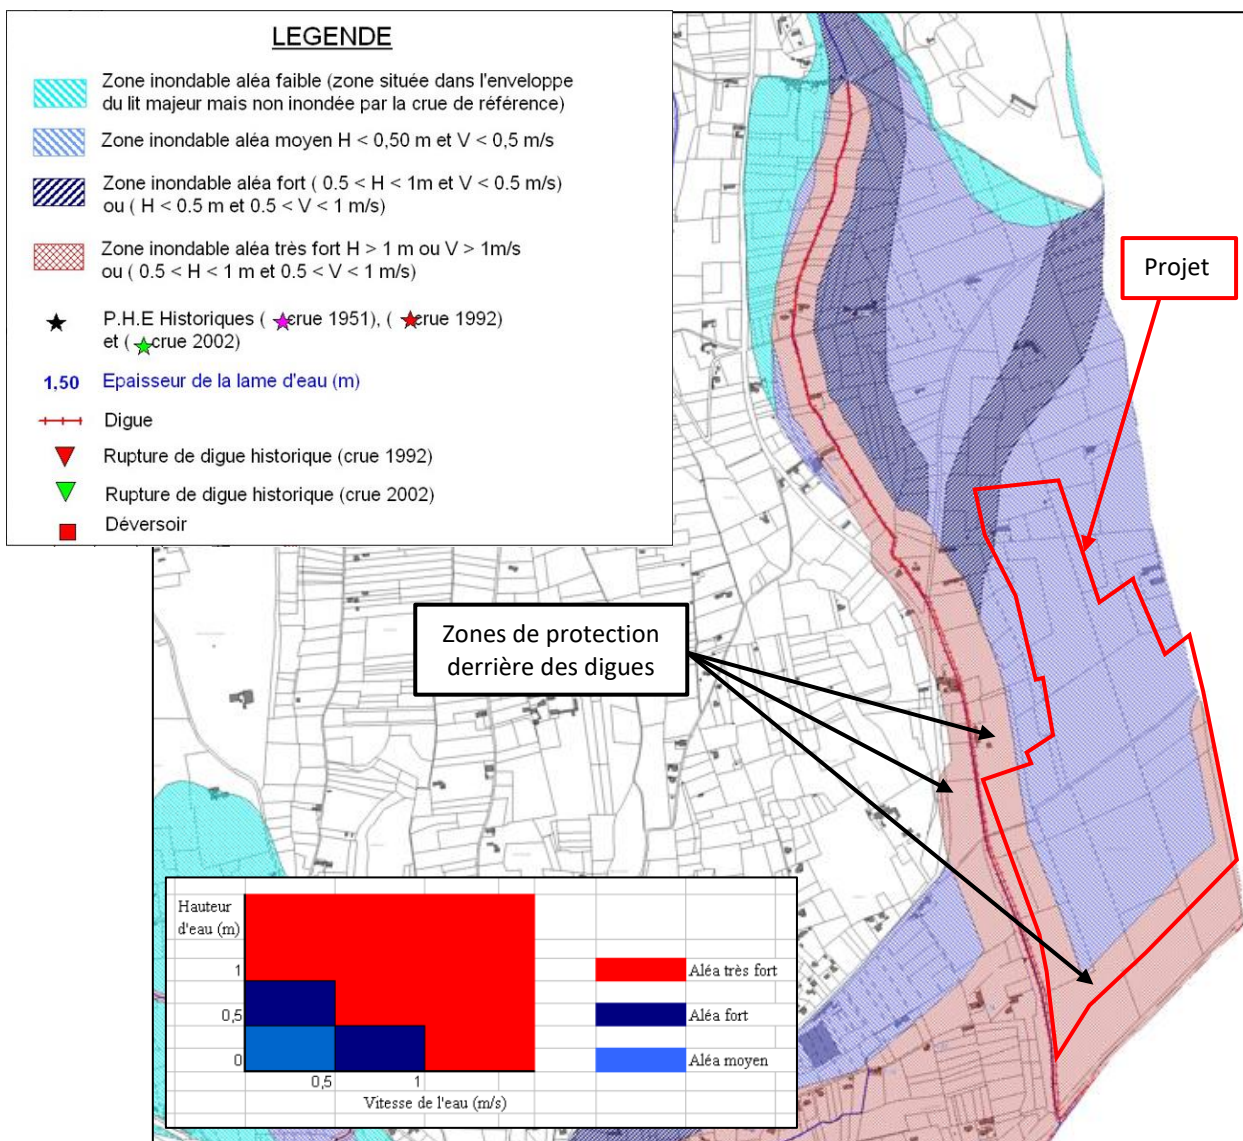 LEGENDE
Zone inondable aléa faible (zone située dans l'enveloppe
du lit majeur mais non inondée par la crue de référence)
Zone inondable aléa moyen H < 0,50 m et V < 0,5 m/s
Zone inondable aléa fort ( 0.5 < H < 1m et V < 0.5 m/s)
ou ( H < 0.5 m et 0.5 < V < 1 m/s)
Zone inondable aléa très fort H > 1 m ou V > 1m/s
ou ( 0.5 < H < 1 m et 0.5 < V < 1 m/s)
P.H.E Historiques ( crue 1951), ( crue 1992)
et ( crue 2002)
1,50 Epaisseur de la lame d'eau (m)
Digue
Rupture de digue historique (crue 1992)
Rupture de digue historique (crue 2002)
Déversoir
Projet
Zones de protection
derrière des digues
Hauteur
d'eau (m)
1
0,5
0
0,5 1
Vitesse de l'eau (m/s)
Aléa très fort
Aléa fort
Aléa moyen